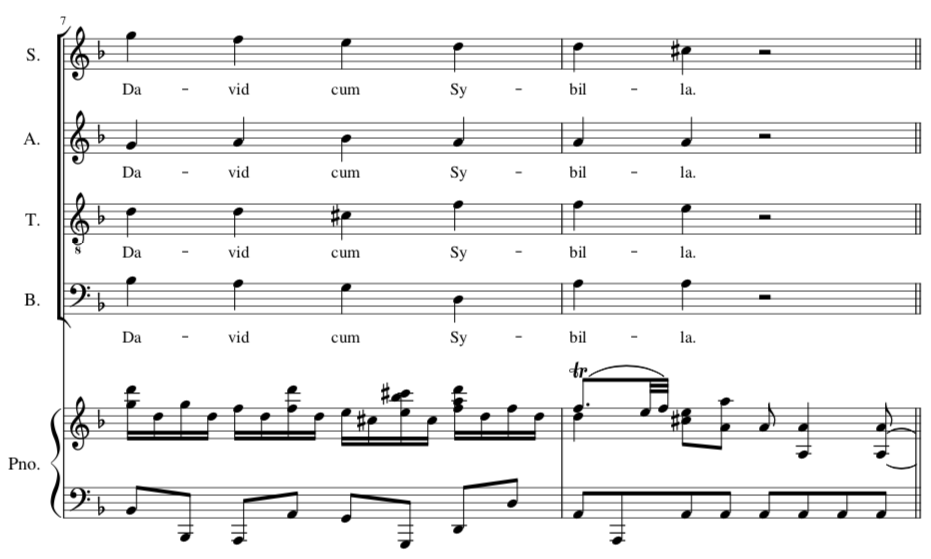 7
S.
Da - vid cum Sy - bil - la.
A.
Da - vid cum Sy - bil - la.
T.
8
Da - vid cum Sy - bil - la.
B.
Da - vid cum Sy - bil - la.
tr
Pno.